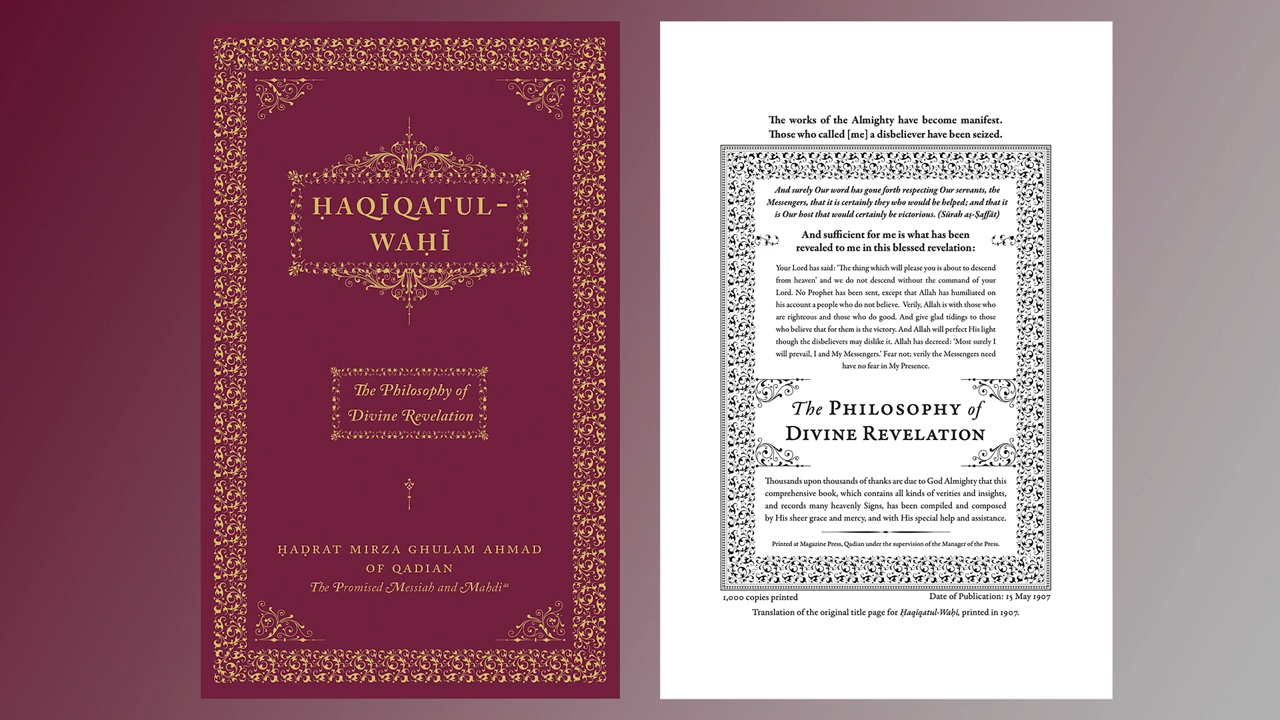 ḤAQĪQATUL-
WAḤĪ
The Philosophy of
Divine Revelation
ḤAḌRAT MIRZA GHULAM AHMAD
OF QADIAN
The Promised Messiah and Mahdi as
The works of the Almighty have become manifest.
Those who called [me] a disbeliever have been seized.
And surely Our word has gone forth respecting Our servants, the
Messengers, that it is certainly they who would be helped; and that it
is Our host that would certainly be victorious. (Sūrah aṣ-Ṣaffāt)
And sufficient for me is what has been
revealed to me in this blessed revelation:
Your Lord has said: 'The thing which will please you is about to descend
from heaven' and we do not descend without the command of your
Lord. No Prophet has been sent, except that Allah has humiliated on
his account a people who do not believe. Verily, Allah is with those who
are righteous and those who do good. And give glad tidings to those
who believe that for them is the victory. And Allah will perfect His light
though the disbelievers may dislike it. Allah has decreed: 'Most surely I
will prevail, I and My Messengers.' Fear not; verily the Messengers need
have no fear in My Presence.
The PHILOSOPHY of
DIVINE REVELATION
Thousands upon thousands of thanks are due to God Almighty that this
comprehensive book, which contains all kinds of verities and insights,
and records many heavenly Signs, has been compiled and composed
by His sheer grace and mercy, and with His special help and assistance.
Printed at Magazine Press, Qadian under the supervision of the Manager of the Press.
1,000 copies printed
Date of Publication: 15 May 1907
Translation of the original title page for Ḥaqīqatul-Waḥī, printed in 1907.